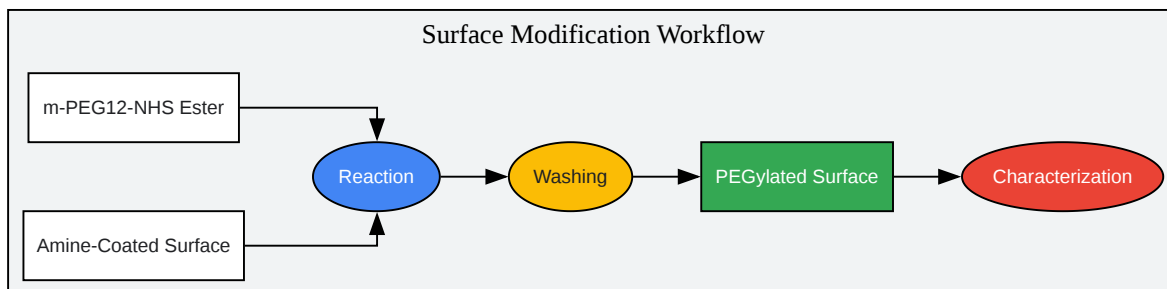 Surface Modification Workflow
m-PEG12-NHS Ester
Reaction
Washing
PEGylated Surface
Characterization
Amine-Coated Surface